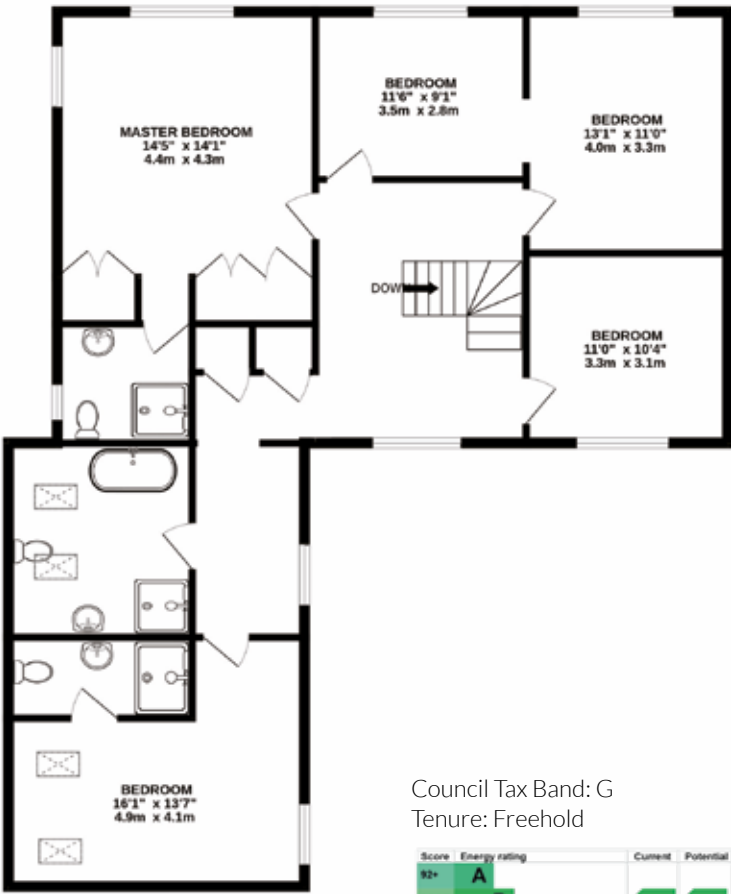 BEDROOM
11'6" x 9'1"
3.5m x 2.8m
MASTER BEDROOM
14'5" x 14'1"
4.4m x 4.3m
BEDROOM
13'1" x 11'0"
4.0m x 3.3m
DOWN
BEDROOM
11'0" x 10'4"
3.3m x 3.1m
BEDROOM
16'1" x 13'7"
4.9m x 4.1m
Council Tax Band: G
Tenure: Freehold
Score Energy rating Current Potential
92+ A